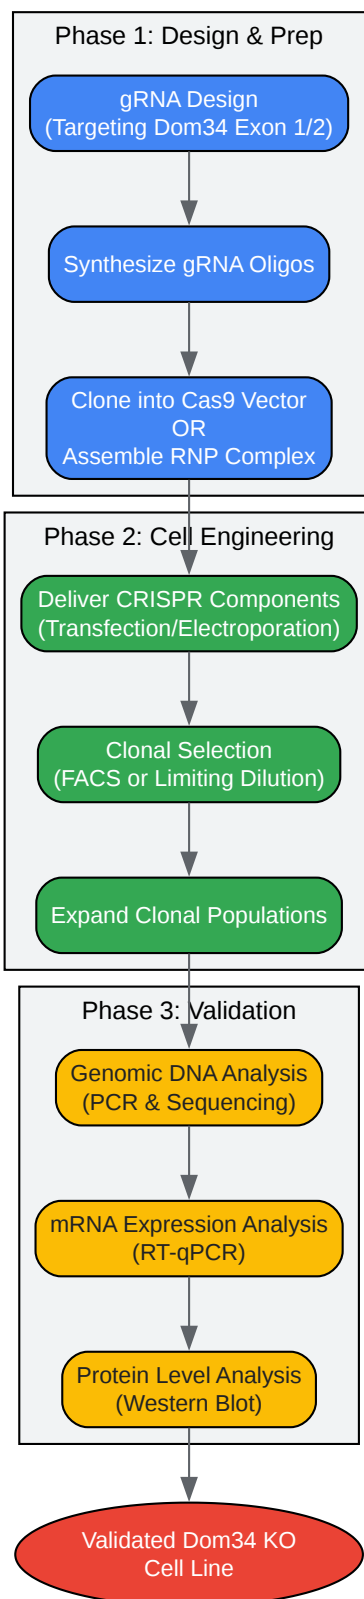 Phase 1: Design & Prep
gRNA Design
(Targeting Dom34 Exon 1/2)
Synthesize gRNA Oligos
Clone into Cas9 Vector
OR
Assemble RNP Complex
Phase 2: Cell Engineering
Deliver CRISPR Components
(Transfection/Electroporation)
Clonal Selection
(FACS or Limiting Dilution)
Expand Clonal Populations
Phase 3: Validation
Genomic DNA Analysis
(PCR & Sequencing)
mRNA Expression Analysis
(RT-qPCR)
Protein Level Analysis
(Western Blot)
Validated Dom34 KO
Cell Line